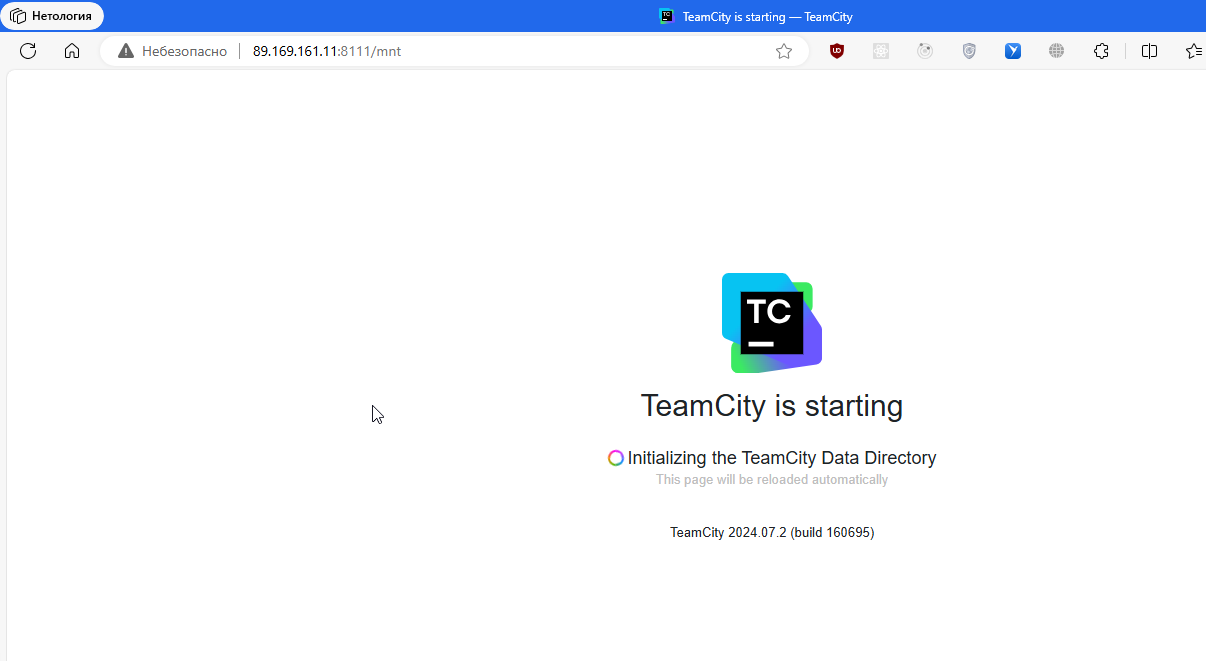 Нетология
TC TeamCity is starting — TeamCity
Небезопасно 89.169.161.11:8111/mnt
TC
TeamCity is starting
Initializing the TeamCity Data Directory
This page will be reloaded automatically
TeamCity 2024.07.2 (build 160695)